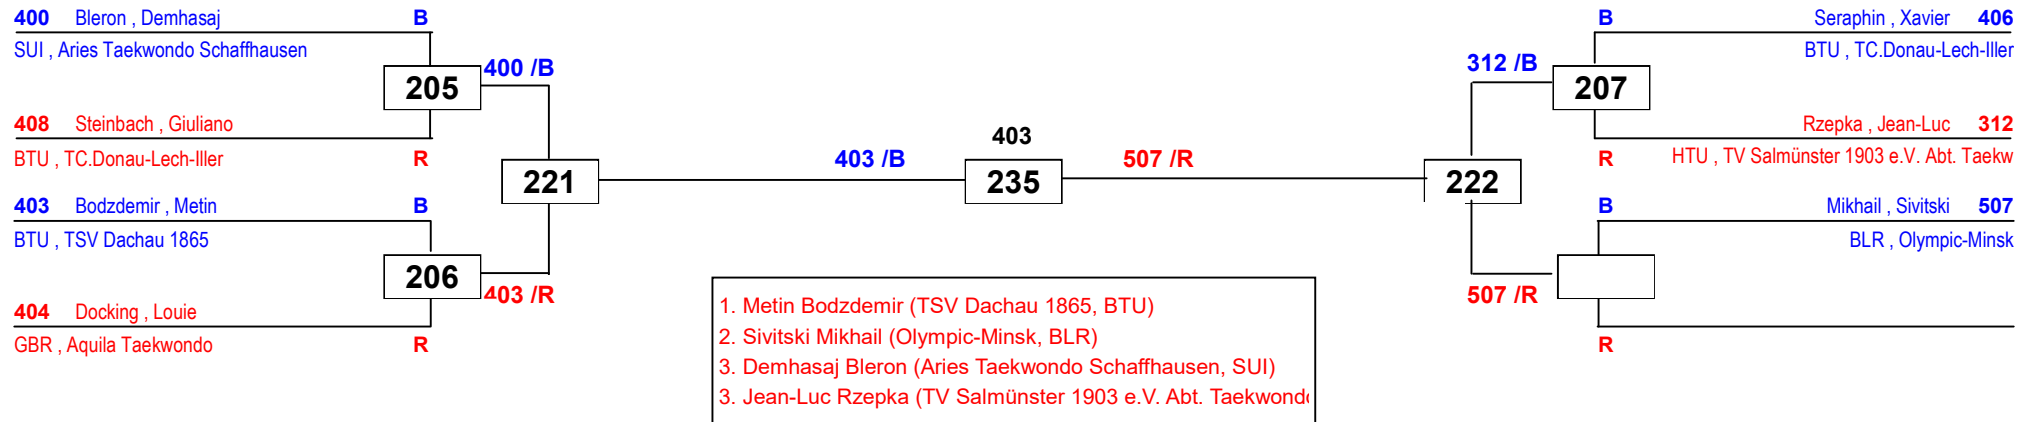 400 Bleron , Demhasaj B
SUI , Aries Taekwondo Schaffhausen
205
400 /B
408 Steinbach , Giuliano
BTU , TC.Donau-Lech-Iller R
221
403 Bodzdemir , Metin B
BTU , TSV Dachau 1865
206
403 /R
404 Docking , Louie
GBR , Aquila Taekwondo R
403 /B
403
235
507 /R
222
312 /B
207
B Seraphin , Xavier 406
BTU , TC.Donau-Lech-Iller
Rzepka , Jean-Luc 312
R HTU , TV Salmünster 1903 e.V. Abt. Taekw
B Mikhail , Sivitski 507
BLR , Olympic-Minsk
507 /R
R
1. Metin Bodzdemir (TSV Dachau 1865, BTU)
2. Sivitski Mikhail (Olympic-Minsk, BLR)
3. Demhasaj Bleron (Aries Taekwondo Schaffhausen, SUI)
3. Jean-Luc Rzepka (TV Salmünster 1903 e.V. Abt. Taekwondo